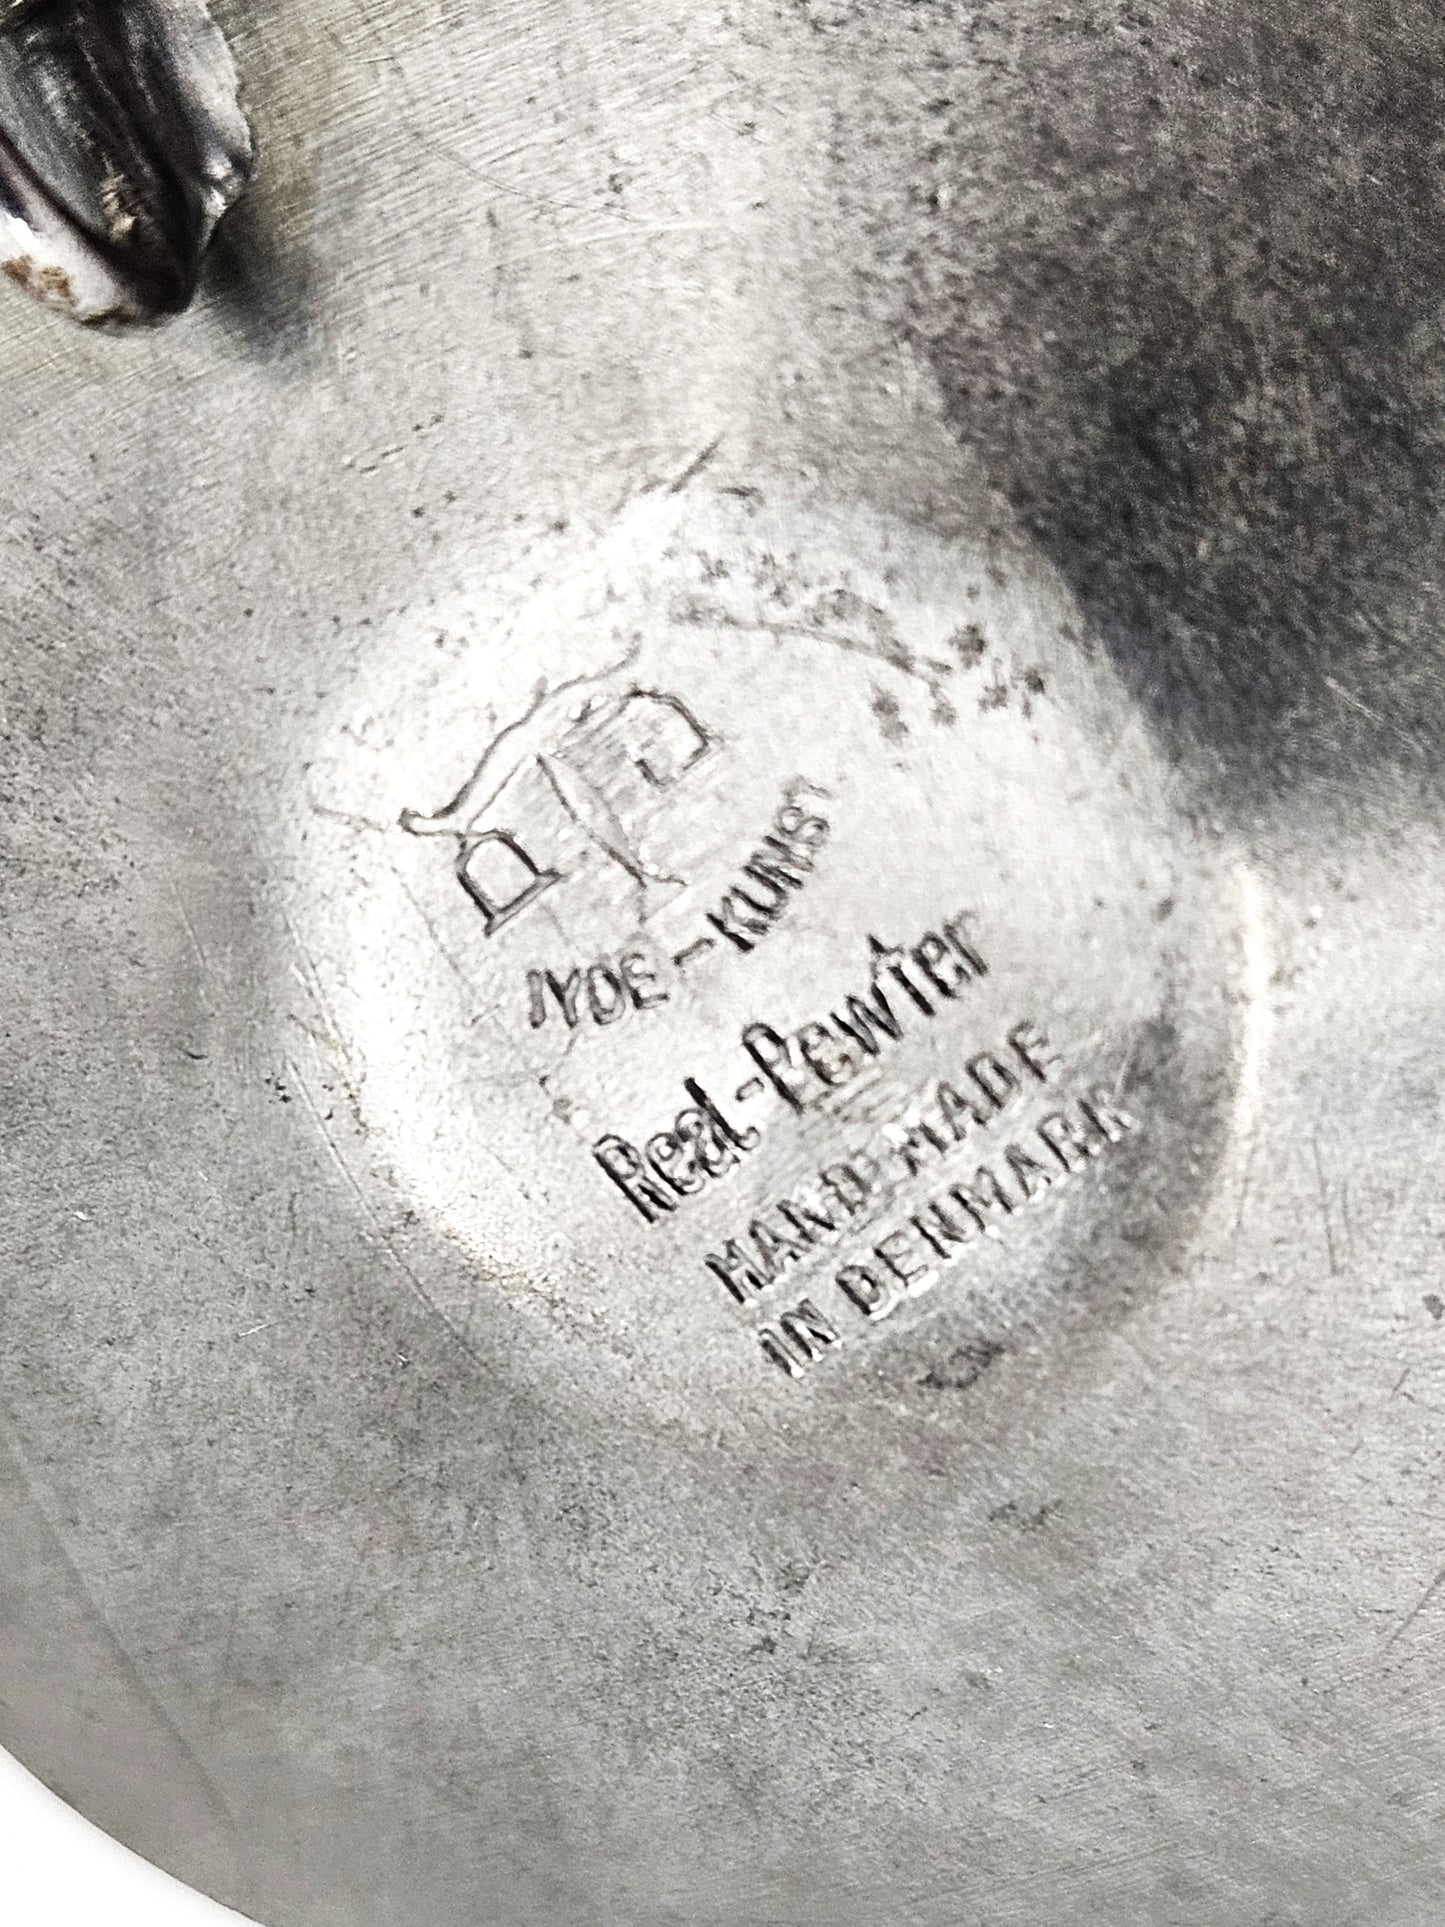 JYDE-KUNST
Real-Pewter
HAND MADE
IN DENMARK